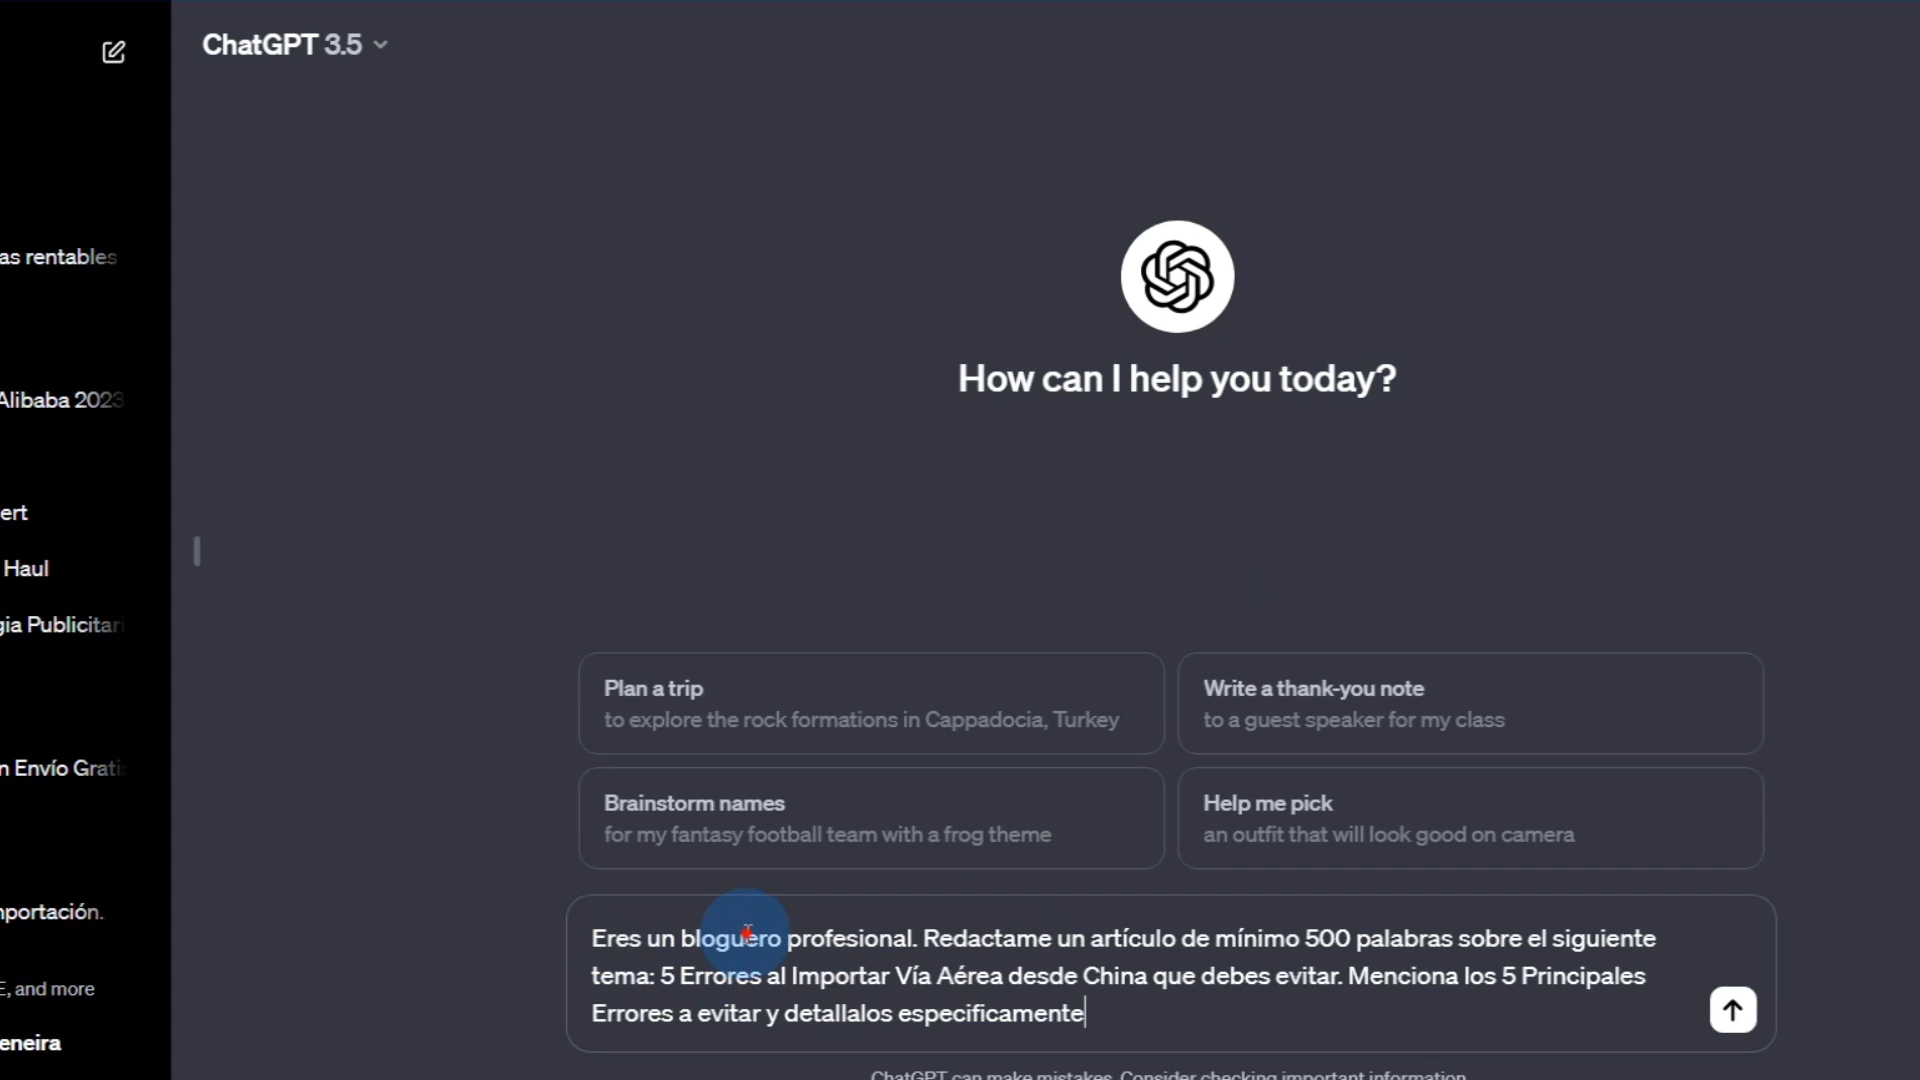 ChatGPT 3.5
as rentables
Alibaba 2023
ert
Haul
gia Publicitari
n Envío Gratis
mportación.
E, and more
eneira
How can I help you today?
Plan a trip
to explore the rock formations in Cappadocia, Turkey
Write a thank-you note
to a guest speaker for my class
Brainstorm names
for my fantasy football team with a frog theme
Help me pick
an outfit that will look good on camera
Eres un bloguero profesional. Redactame un artículo de mínimo 500 palabras sobre el siguiente
tema: 5 Errores al Importar Vía Aérea desde China que debes evitar. Menciona los 5 Principales
Errores a evitar y detallalos especificamente
ChatGPT can make mistakes. Consider checking important information.